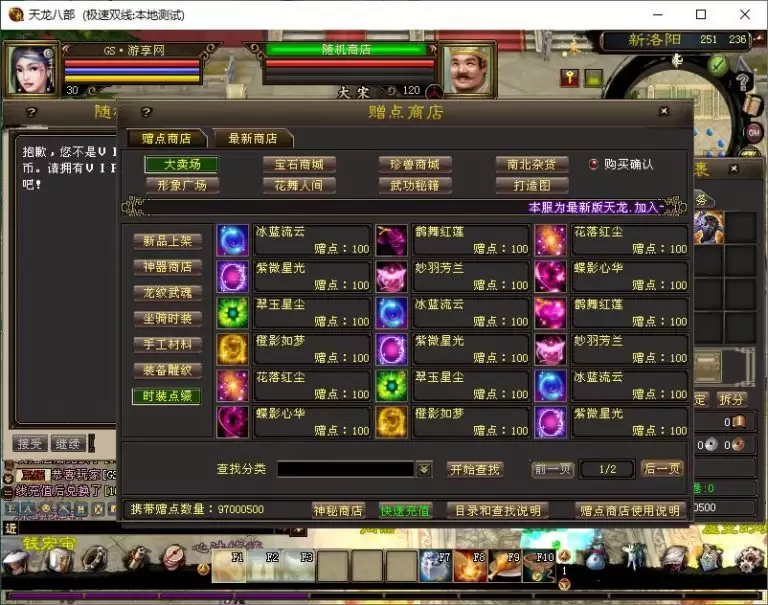 天龙八部 (极速双线:本地测试)
GS·游享网
随机商店
新洛阳 251 236
30
大宋
120
赠点商店
赠点商店 最新商店
大卖场 宝石商城 珍兽商城 南北杂货 购买确认
形象广场 花舞人间 武功秘籍 打造图
本服为最新版天龙.加入
抱歉，您不是VI
币。请拥有VIP
吧!
新品上架
神器商店
龙纹武魂
坐骑时装
手工材料
装备雕纹
时装点缀
冰蓝流云 赠点：100
鹊舞红莲 赠点：100
花落红尘 赠点：100
紫微星光 赠点：100
妙羽芳兰 赠点：100
蝶影心华 赠点：100
翠玉星尘 赠点：100
冰蓝流云 赠点：100
鹊舞红莲 赠点：100
橙影如梦 赠点：100
紫微星光 赠点：100
妙羽芳兰 赠点：100
花落红尘 赠点：100
翠玉星尘 赠点：100
冰蓝流云 赠点：100
蝶影心华 赠点：100
橙影如梦 赠点：100
紫微星光 赠点：100
接受 继续
查找分类 开始查找 前一页 1/2 后一页
携带赠点数量：97000500 神秘商店 快速充值 目录和查找说明 赠点商店使用说明
拆分
近
F1 F2 F3 F7 F8 F9 F10
1